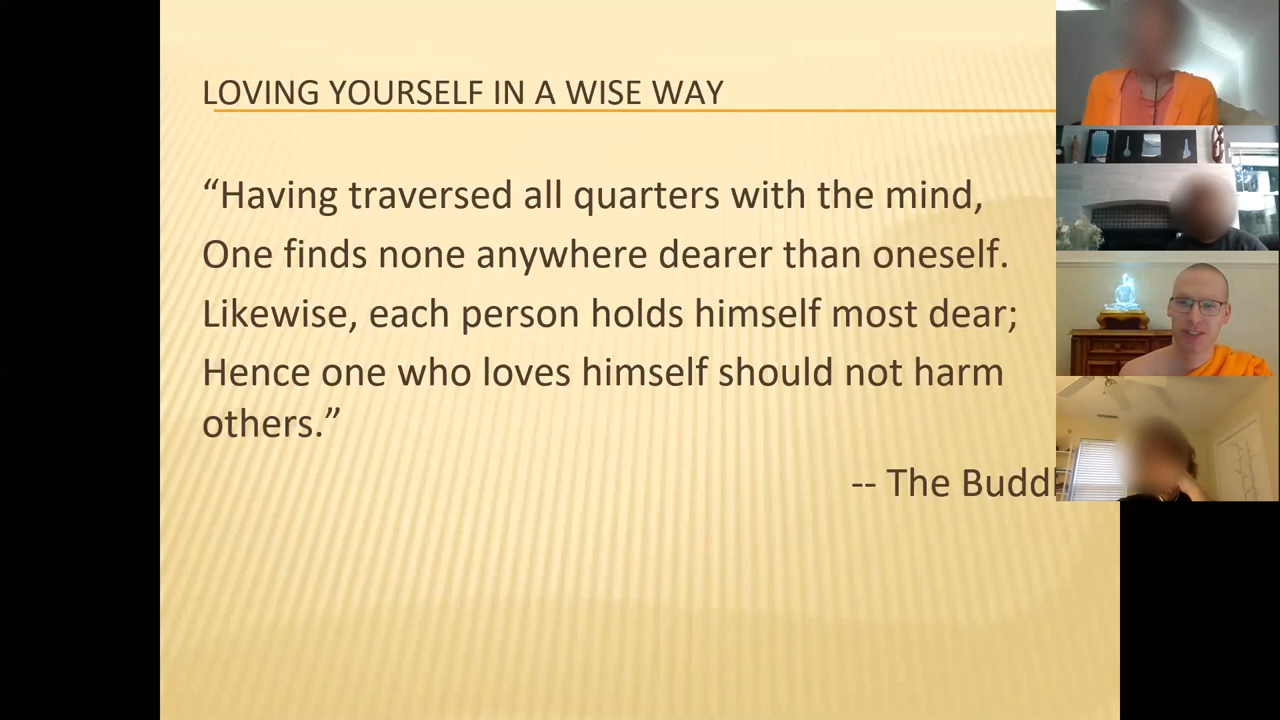 LOVING YOURSELF IN A WISE WAY
“Having traversed all quarters with the mind,
One finds none anywhere dearer than oneself.
Likewise, each person holds himself most dear;
Hence one who loves himself should not harm
others.”
-- The Budd